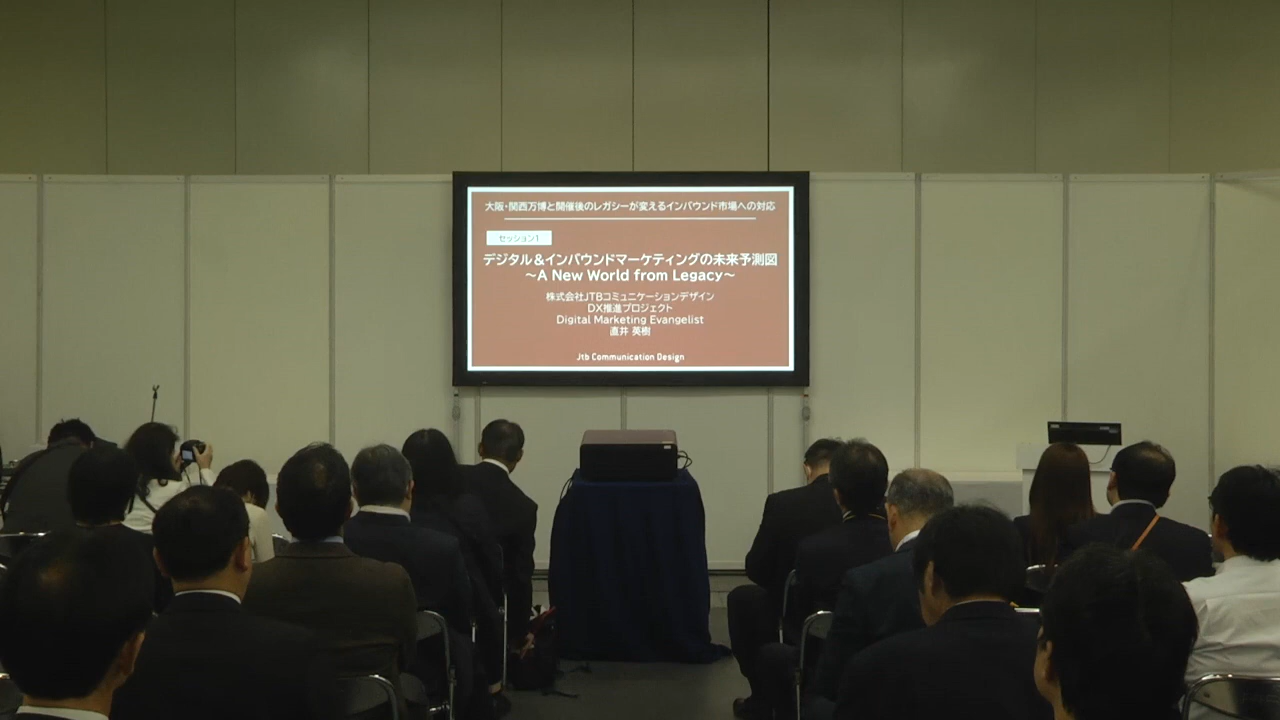 大阪・関西万博と開催後のレガシーが変えるインバウンド市場への対応
セッション1
デジタル＆インバウンドマーケティングの未来予測図
～A New World from Legacy～
株式会社JTBコミュニケーションデザイン
DX推進プロジェクト
Digital Marketing Evangelist
直井 英樹
Jtb Communication Design